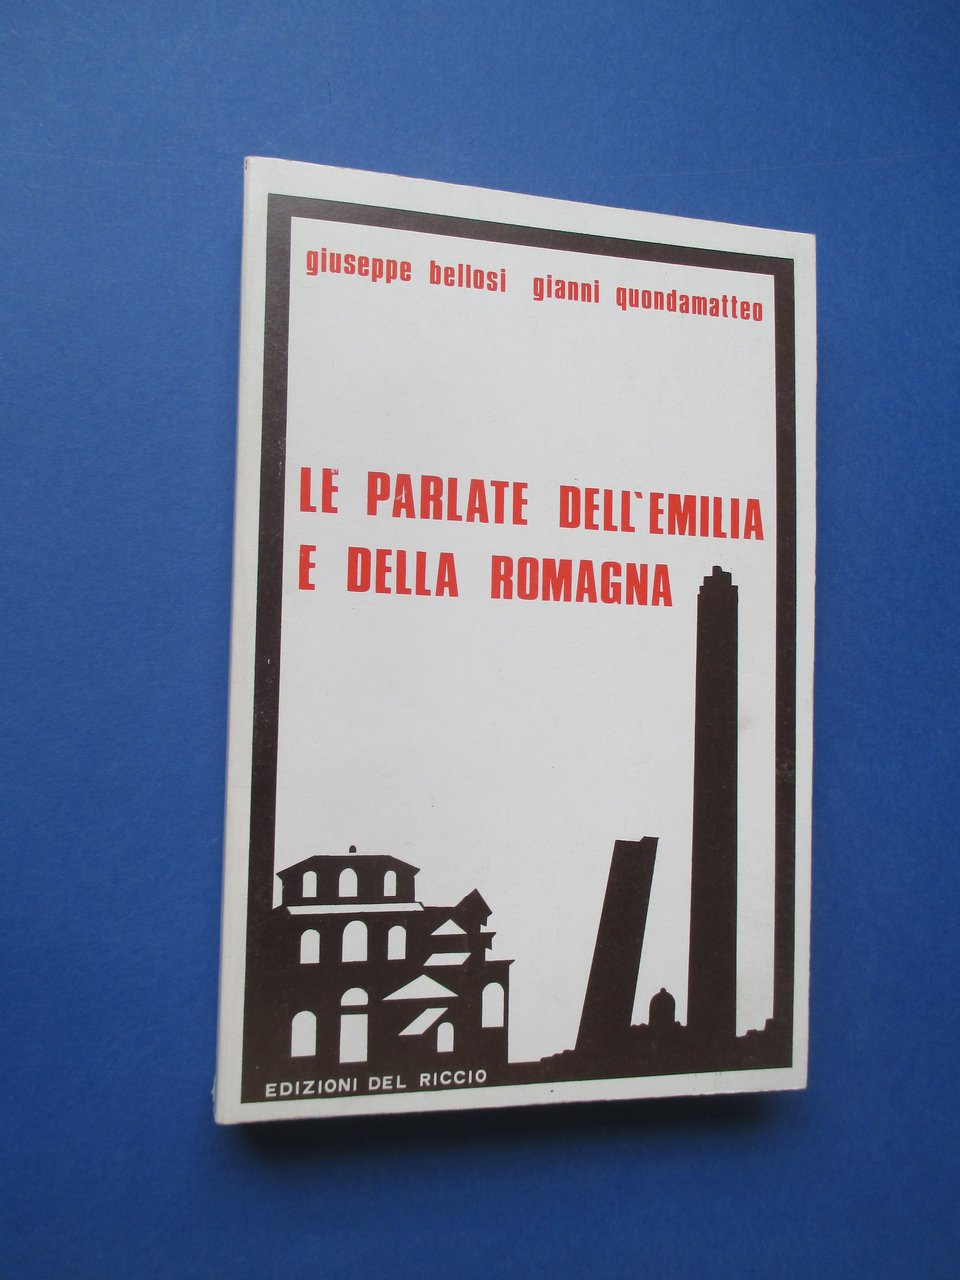 giuseppe bellosi gianni quondamatteo
LE PARLATE DELL'EMILIA
E DELLA ROMAGNA
EDIZIONI DEL RICCIO